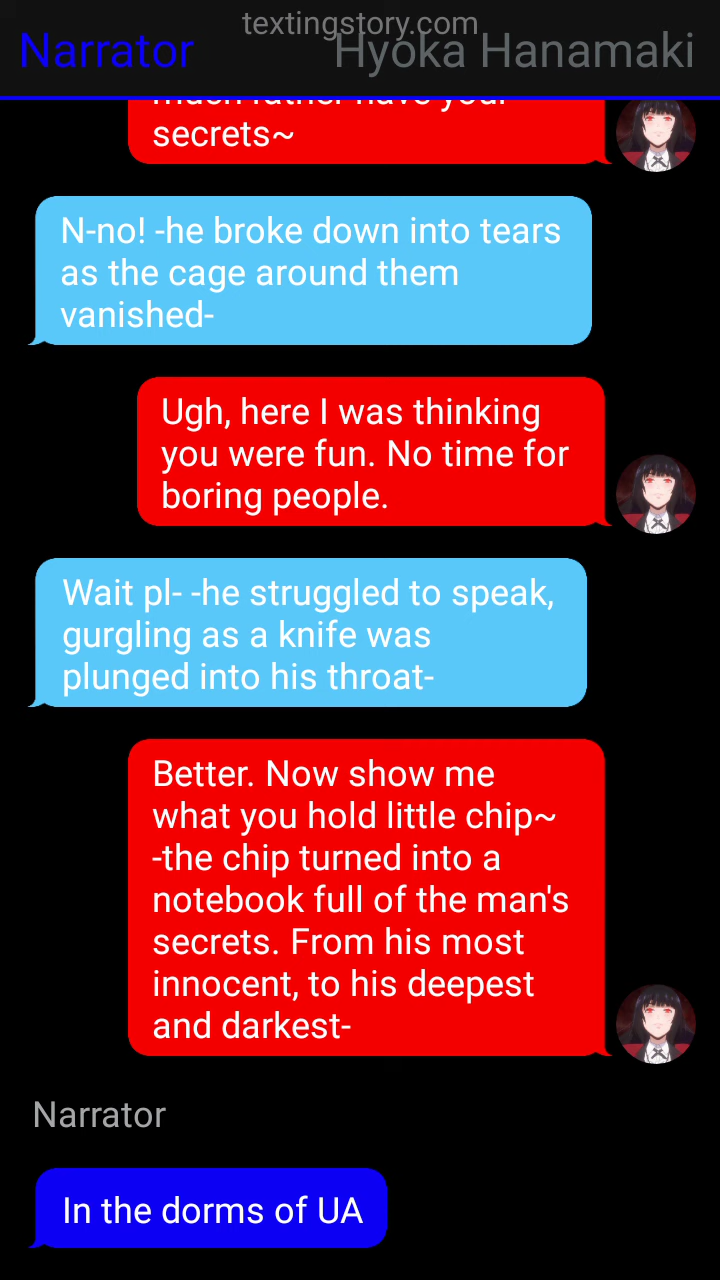 textingstory.com
Narrator
Hyoka Hanamaki
much rather have your
secrets~
N-no! -he broke down into tears
as the cage around them
vanished-
Ugh, here I was thinking
you were fun. No time for
boring people.
Wait pl- -he struggled to speak,
gurgling as a knife was
plunged into his throat-
Better. Now show me
what you hold little chip~
-the chip turned into a
notebook full of the man's
secrets. From his most
innocent, to his deepest
and darkest-
Narrator
In the dorms of UA